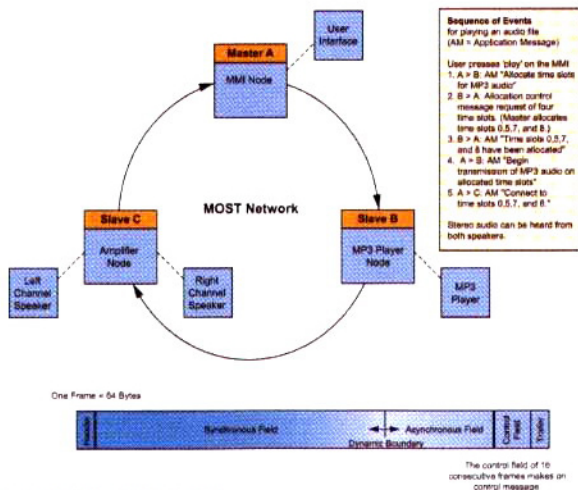 Master A
MMI Node
User
Interface
Sequence of Events
for playing an audio file
(AM = Application Message)
User presses 'play' on the MMI
1. A > B: AM "Allocate time slots
for MP3 audio"
2. B > A: Allocation control
message request of four
time slots. (Master allocates
time slots 0,5,7, and 8.)
3. B > A: AM "Time slots 0,5,7,
and 8 have been allocated"
4. A > B: AM "Begin
transmission of MP3 audio on
allocated time slots"
5. A > C: AM "Connect to
time slots 0,5,7, and 8."
Stereo audio can be heard from
both speakers.
MOST Network
Slave C
Amplifier
Node
Slave B
MP3-Player
Node
Left
Channel
Speaker
Right
Channel
Speaker
MP3
Player
One Frame = 64 Bytes
Header
Synchronous Field
Asynchronous Field
Dynamic Boundary
Control
Field
Trailer
The control field of 16
consecutive frames makes on
control message